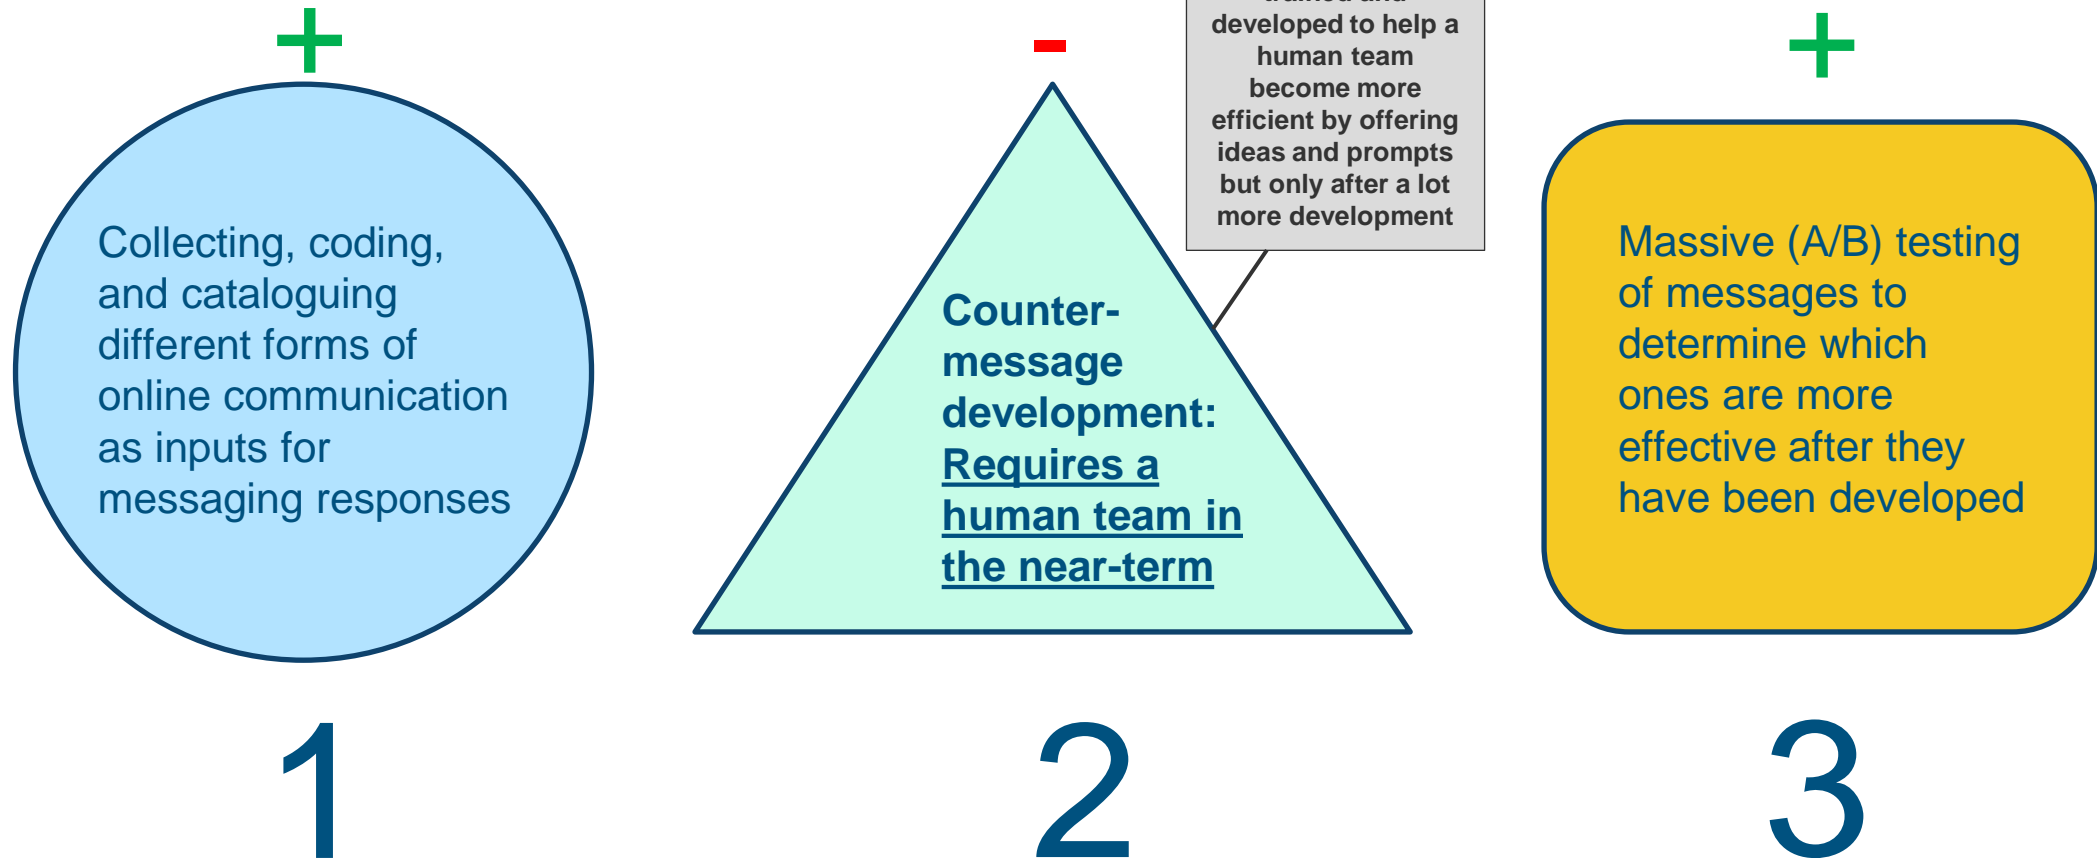 +
-
+
trained and
developed to help a
human team
become more
efficient by offering
ideas and prompts
but only after a lot
more development
Collecting, coding,
and cataloguing
different forms of
online communication
as inputs for
messaging responses
Counter-
message
development:
Requires a
human team in
the near-term
Massive (A/B) testing
of messages to
determine which
ones are more
effective after they
have been developed
1
2
3